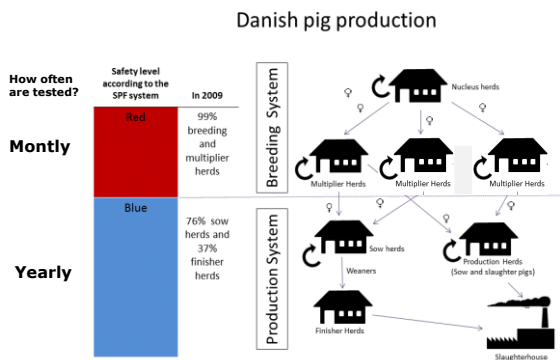 Danish pig production
How often
are tested?
Safety level
according to the
SPF system
In 2009
Red
99%
breeding
and
multiplier
herds
Montly
Blue
76% sow
herds and
37%
finisher
herds
Yearly
Breeding System
Production System
♀
♀
♀
♀
Nucleus herds
Multiplier Herds
Multiplier Herds
Multiplier Herds
♀
♀
♀
♀
Sow herds
Production Herds
(Sow and slaughter pigs)
Weaners
Finisher Herds
Slaughterhouse